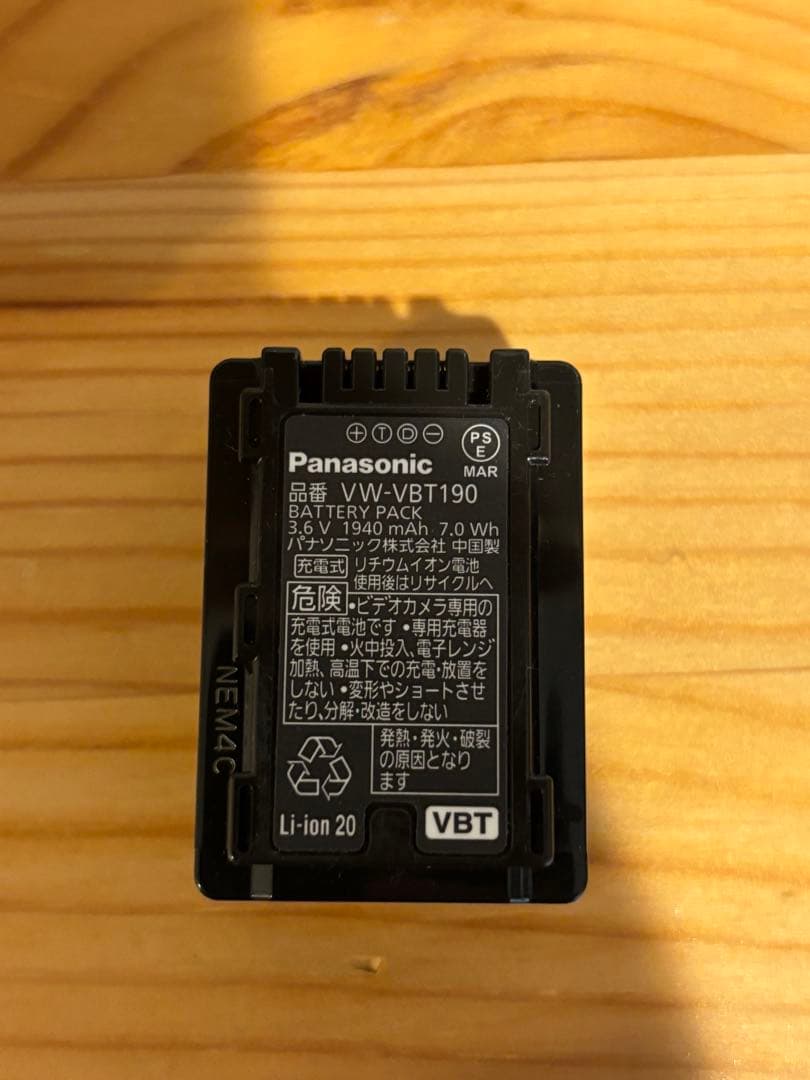 ⊕ Ⓣ Ⓓ ⊖
PS
E
MAR
Panasonic
品番 VW-VBT190
BATTERY PACK
3.6 V 1940 mAh 7.0 Wh
パナソニック株式会社 中国製
充電式 リチウムイオン電池
使用後はリサイクルへ
危険 •ビデオカメラ専用の
充電式電池です •専用充電器
を使用 •火中投入、電子レンジ
加熱、高温下での充電・放置を
しない •変形やショートさせ
たり、分解・改造をしない
発熱・発火・破裂
の原因となり
ます
Li-ion 20
VBT
NEM4C